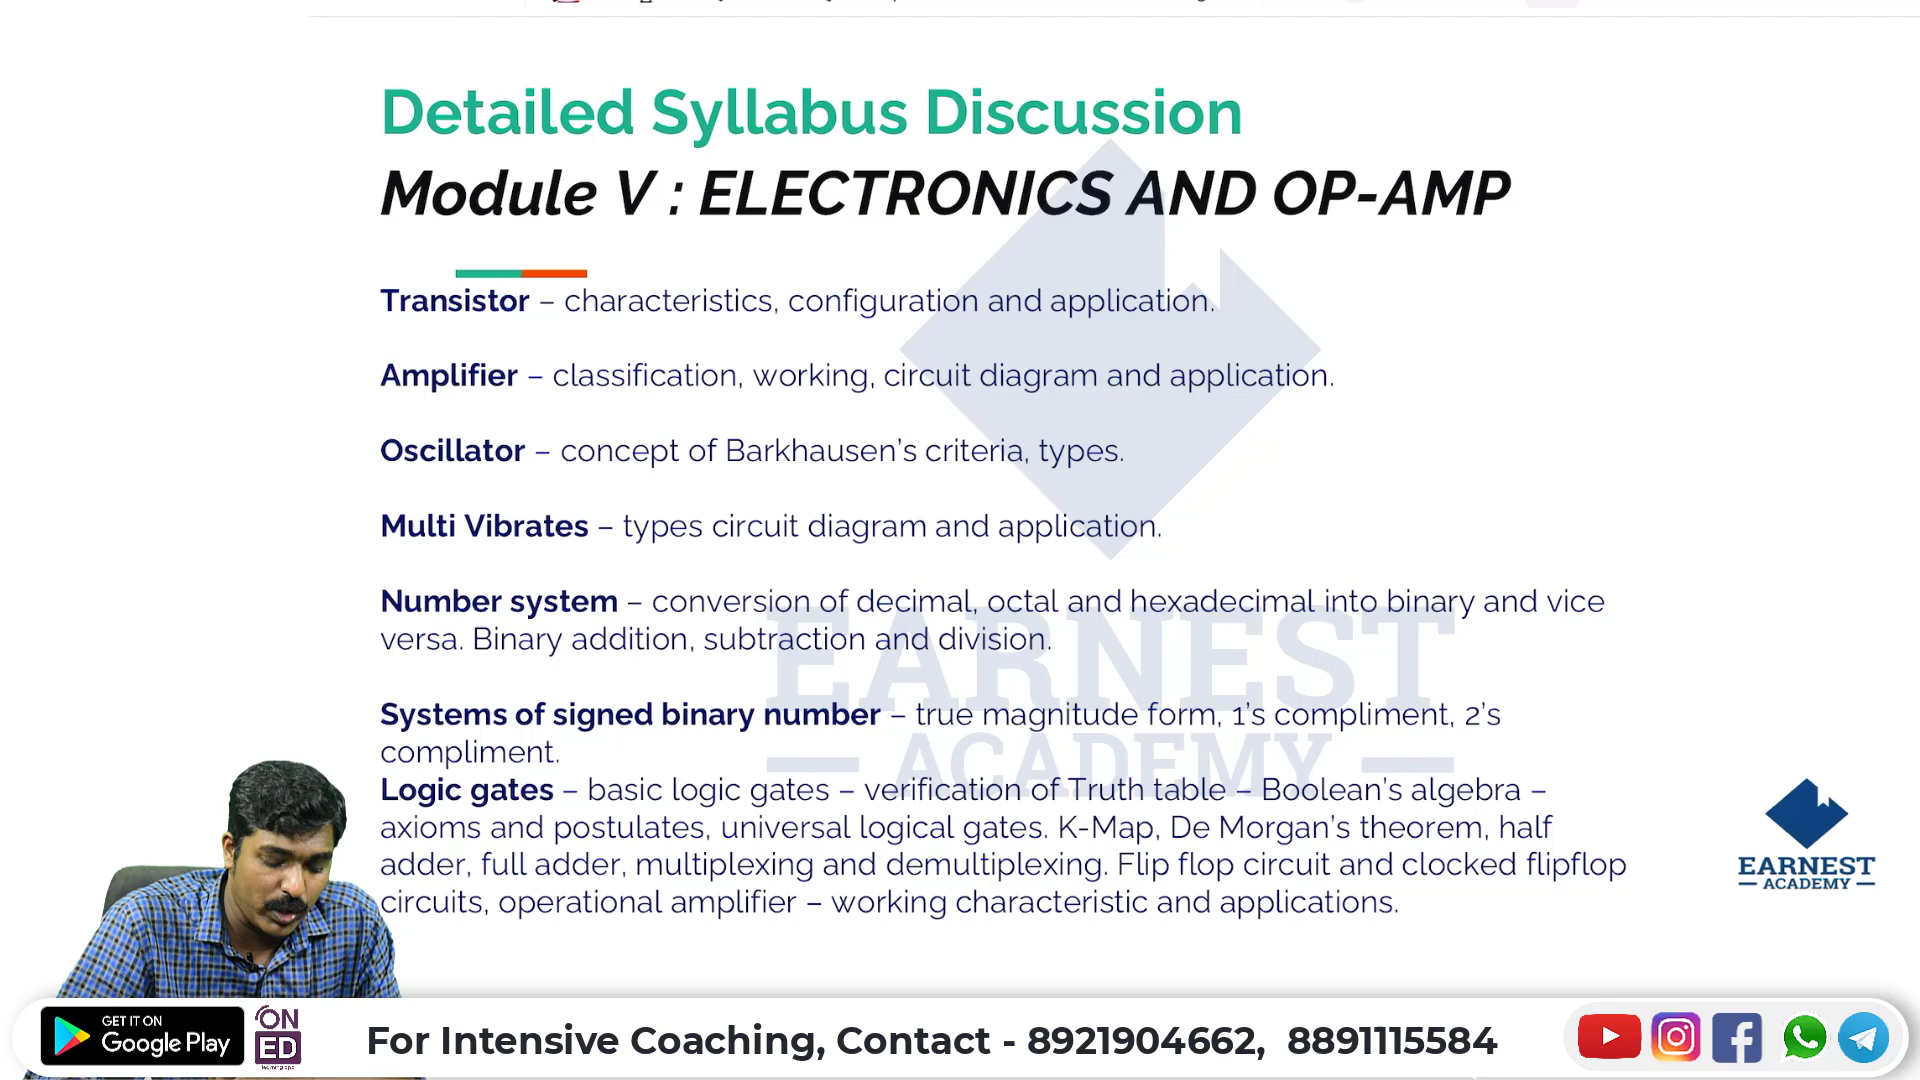 Detailed Syllabus Discussion
Module V : ELECTRONICS AND OP-AMP
Transistor – characteristics, configuration and application.
Amplifier – classification, working, circuit diagram and application.
Oscillator – concept of Barkhausen’s criteria, types.
Multi Vibrates – types circuit diagram and application.
Number system – conversion of decimal, octal and hexadecimal into binary and vice
versa. Binary addition, subtraction and division.
Systems of signed binary number – true magnitude form, 1’s compliment, 2’s
compliment.
Logic gates – basic logic gates – verification of Truth table – Boolean’s algebra –
axioms and postulates, universal logical gates. K-Map, De Morgan’s theorem, half
adder, full adder, multiplexing and demultiplexing. Flip flop circuit and clocked flipflop
circuits, operational amplifier – working characteristic and applications.
EARNEST
ACADEMY
EARNEST
ACADEMY
GET IT ON
Google Play
ON
ED
For Intensive Coaching, Contact - 8921904662, 8891115584